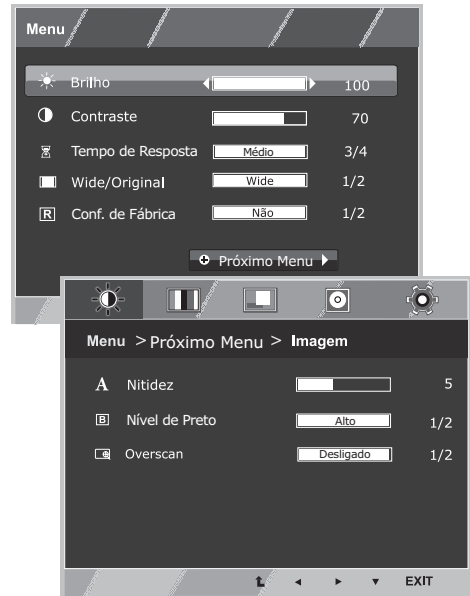 Menu
Brilho 100
Contraste 70
Tempo de Resposta Médio 3/4
Wide/Original Wide 1/2
R Conf. de Fábrica Não 1/2
Próximo Menu
Menu > Próximo Menu > Imagem
A Nitidez 5
B Nível de Preto Alto 1/2
Overscan Desligado 1/2
EXIT